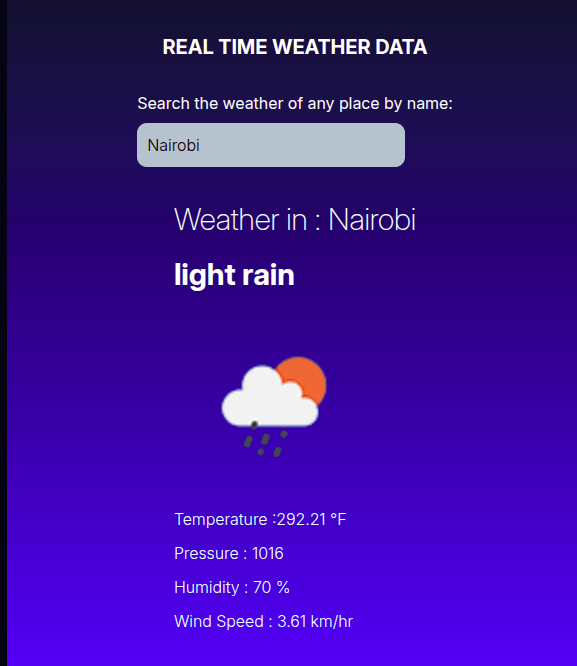 REAL TIME WEATHER DATA
Search the weather of any place by name:
Nairobi
Weather in : Nairobi
light rain
Temperature :292.21 °F
Pressure : 1016
Humidity : 70 %
Wind Speed : 3.61 km/hr